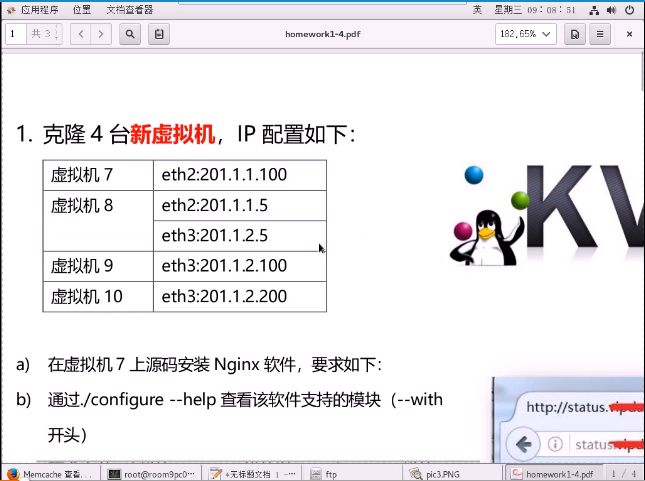 应用程序 位置 文档查看器 英 星期三 09:08:51
1 共 3 homework1-4.pdf 182.65%
1. 克隆 4 台新虚拟机，IP 配置如下：
虚拟机 7 eth2:201.1.1.100
虚拟机 8 eth2:201.1.1.5
eth3:201.1.2.5
虚拟机 9 eth3:201.1.2.100
虚拟机 10 eth3:201.1.2.200
KV
a) 在虚拟机 7 上源码安装 Nginx 软件，要求如下：
b) 通过./configure --help 查看该软件支持的模块（--with
开头）
http://status.
status.
Memcache 查看... root@room9pc0... *无标题文档 1 -... ftp pic3.PNG homework1-4.pdf 1 / 4